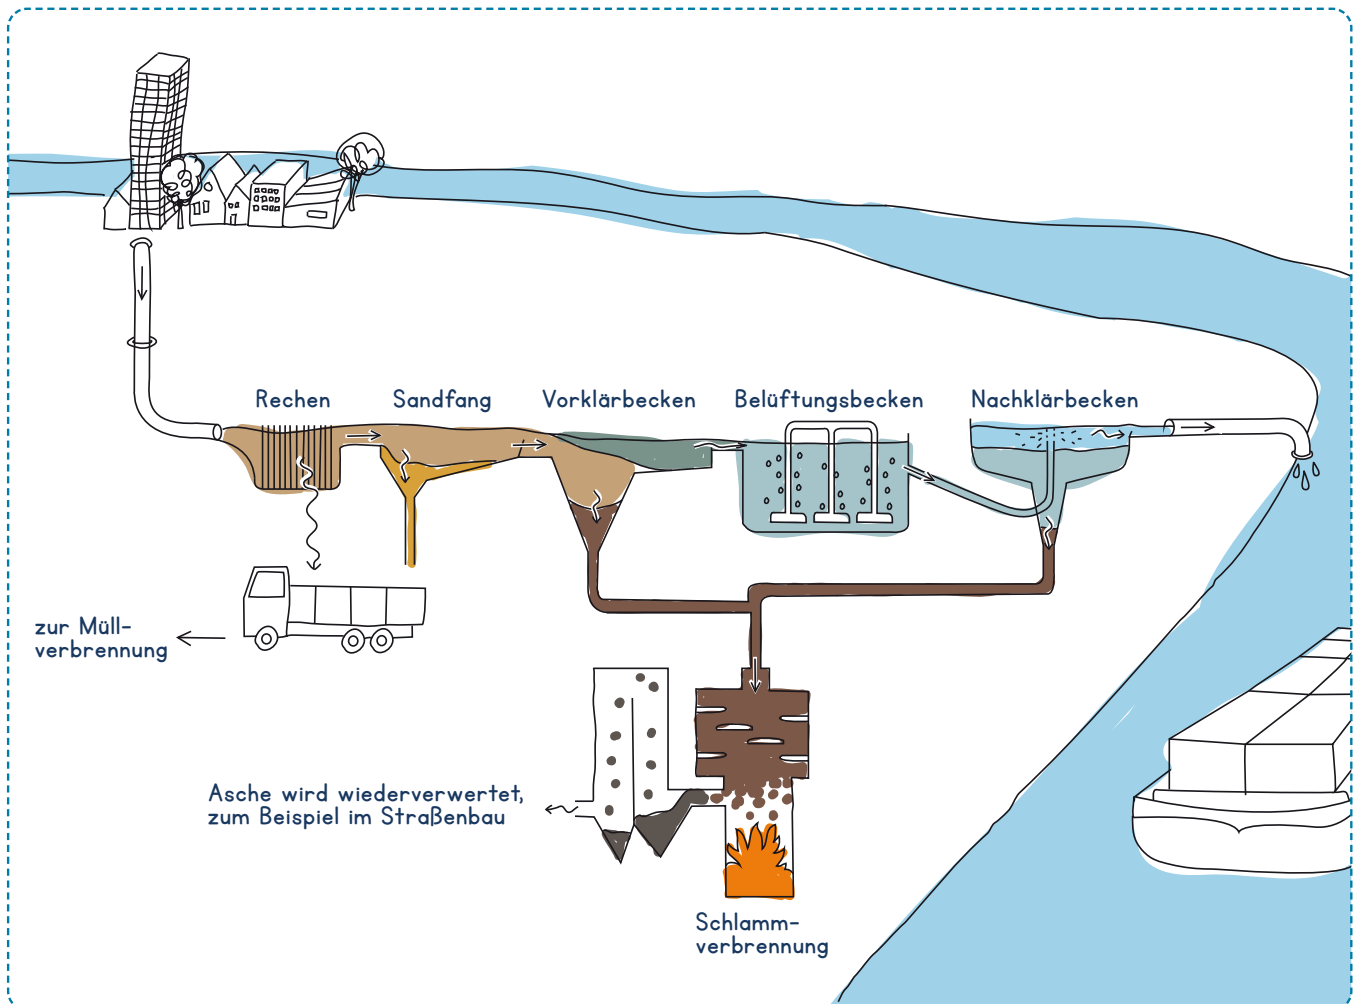 Rechen
Sandfang
Vorklärbecken
Belüftungsbecken
Nachklärbecken
zur Müll-
verbrennung
Asche wird wiederverwertet,
zum Beispiel im Straßenbau
Schlamm-
verbrennung